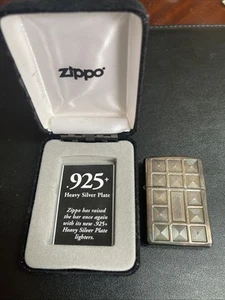 zippo
.925+
Heavy Silver Plate
Zippo has raised
the bar once again
with its new .925+
Heavy Silver Plate
lighters.